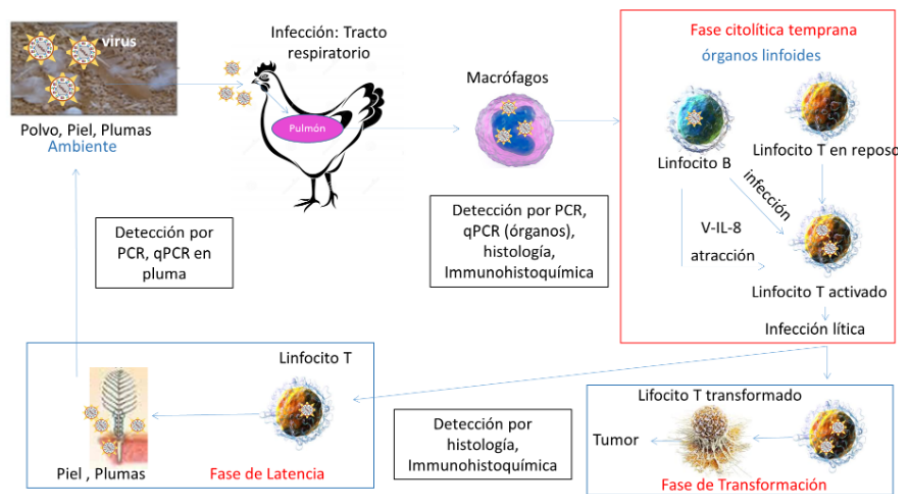 virus
Polvo, Piel, Plumas
Ambiente
Infección: Tracto
respiratorio
Pulmón
Macrófagos
Fase citolítica temprana
órganos linfoides
Linfocito B
Linfocito T en reposo
infección
V-IL-8
atracción
Linfocito T activado
Infección lítica
Detección por
PCR, qPCR en
pluma
Detección por PCR,
qPCR (órganos),
histología,
Immunohistoquímica
Linfocito T
Piel , Plumas
Fase de Latencia
Detección por
histología,
Immunohistoquímica
Lifocito T transformado
Tumor
Fase de Transformación